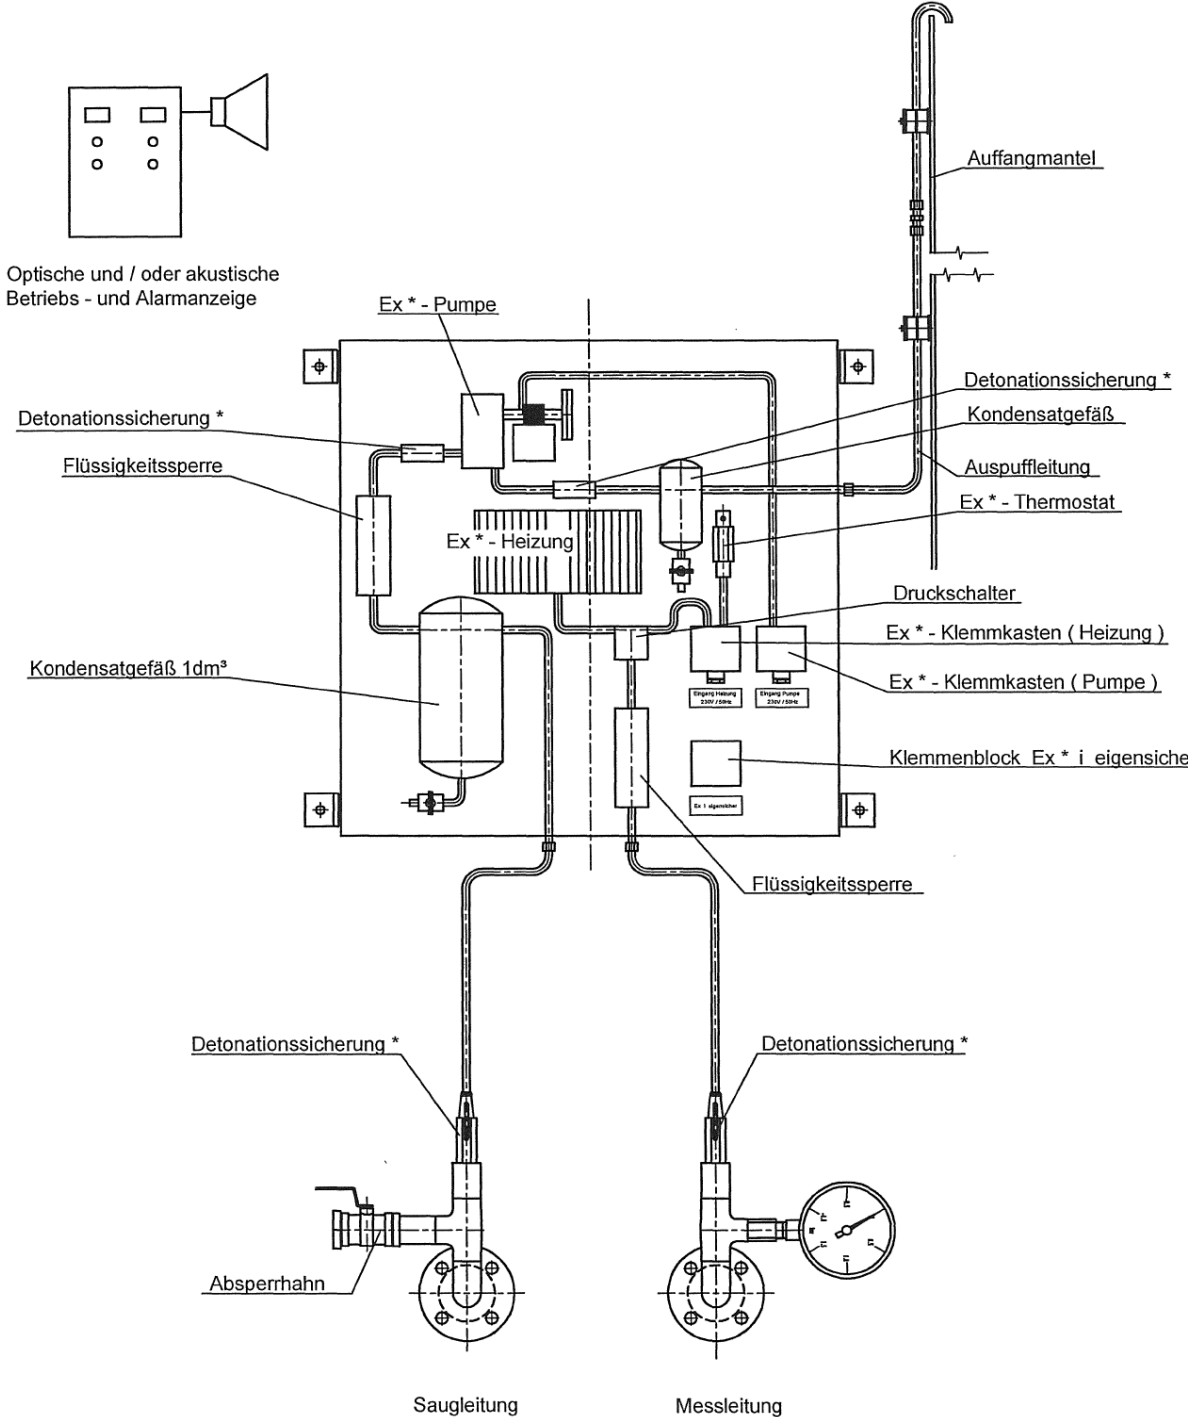 Auffangmantel
Optische und / oder akustische
Betriebs - und Alarmanzeige
Ex * - Pumpe
Detonationssicherung *
Detonationssicherung *
Kondensatgefäß
Flüssigkeitssperre
Auspuffleitung
Ex * - Thermostat
Ex * - Heizung
Druckschalter
Ex * - Klemmkasten ( Heizung )
Kondensatgefäß 1dm³
Ex * - Klemmkasten ( Pumpe )
Eingang Heizung
230V / 50Hz
Eingang Pumpe
230V / 50Hz
Klemmenblock Ex * i eigensiche
Ex i eigensicher
Flüssigkeitssperre
Detonationssicherung *
Detonationssicherung *
Absperrhahn
Saugleitung
Messleitung